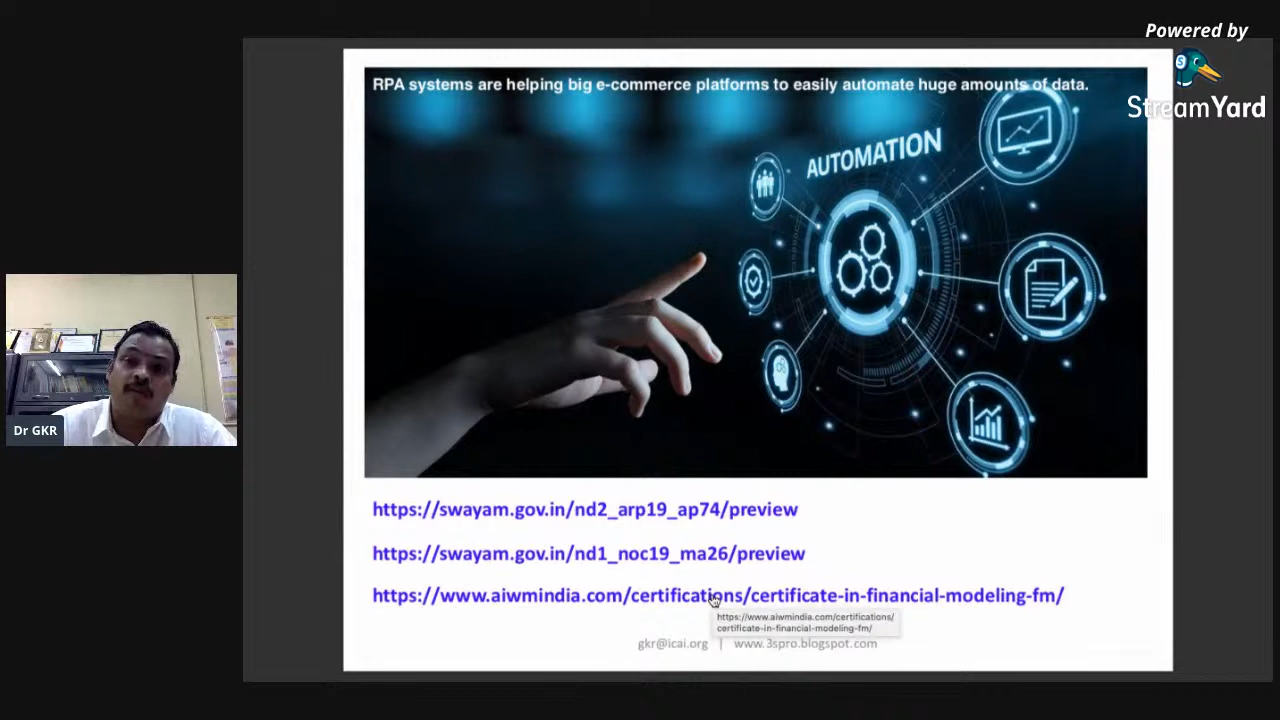 Powered by
StreamYard
RPA systems are helping big e-commerce platforms to easily automate huge amounts of data.
AUTOMATION
Dr GKR
https://swayam.gov.in/nd2_arp19_ap74/preview
https://swayam.gov.in/nd1_noc19_ma26/preview
https://www.aiwmindia.com/certifications/certificate-in-financial-modeling-fm/
https://www.aiwmindia.com/certifications/
certificate-in-financial-modeling-fm/
gkr@icai.org | www.3spro.blogspot.com